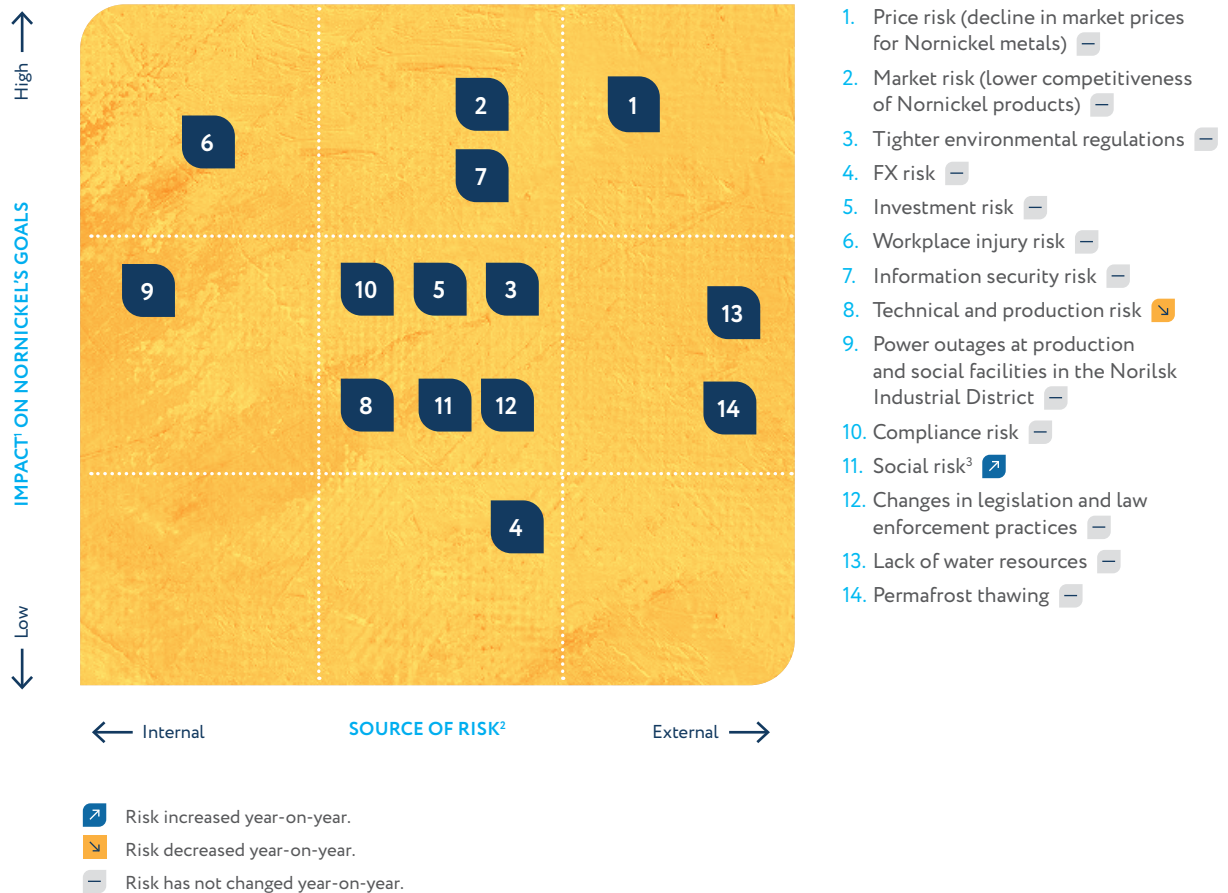 High
IMPACT¹ ON NORNICKEL'S GOALS
Low
2
1
6
7
9
10
5
3
13
8
11
12
14
4
Internal
SOURCE OF RISK²
External
Risk increased year-on-year.
Risk decreased year-on-year.
Risk has not changed year-on-year.
1. Price risk (decline in market prices
for Nornickel metals)
2. Market risk (lower competitiveness
of Nornickel products)
3. Tighter environmental regulations
4. FX risk
5. Investment risk
6. Workplace injury risk
7. Information security risk
8. Technical and production risk
9. Power outages at production
and social facilities in the Norilsk
Industrial District
10. Compliance risk
11. Social risk³
12. Changes in legislation and law
enforcement practices
13. Lack of water resources
14. Permafrost thawing